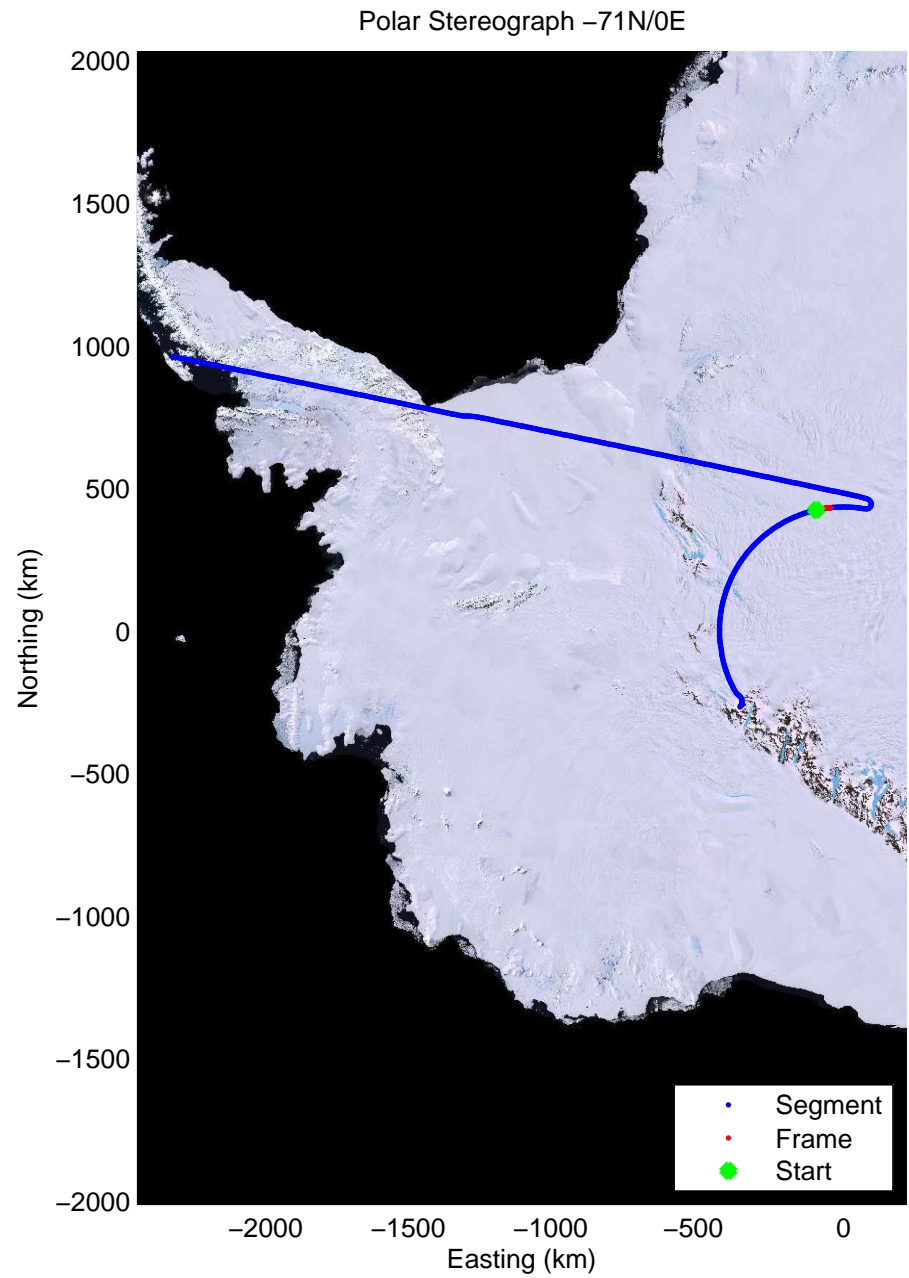 Polar Stereograph −71N/0E
2000
1500
1000
500
0
−500
−1000
−1500
−2000
Northing (km)
−2000 −1500 −1000 −500 0
Easting (km)
Segment
Frame
Start